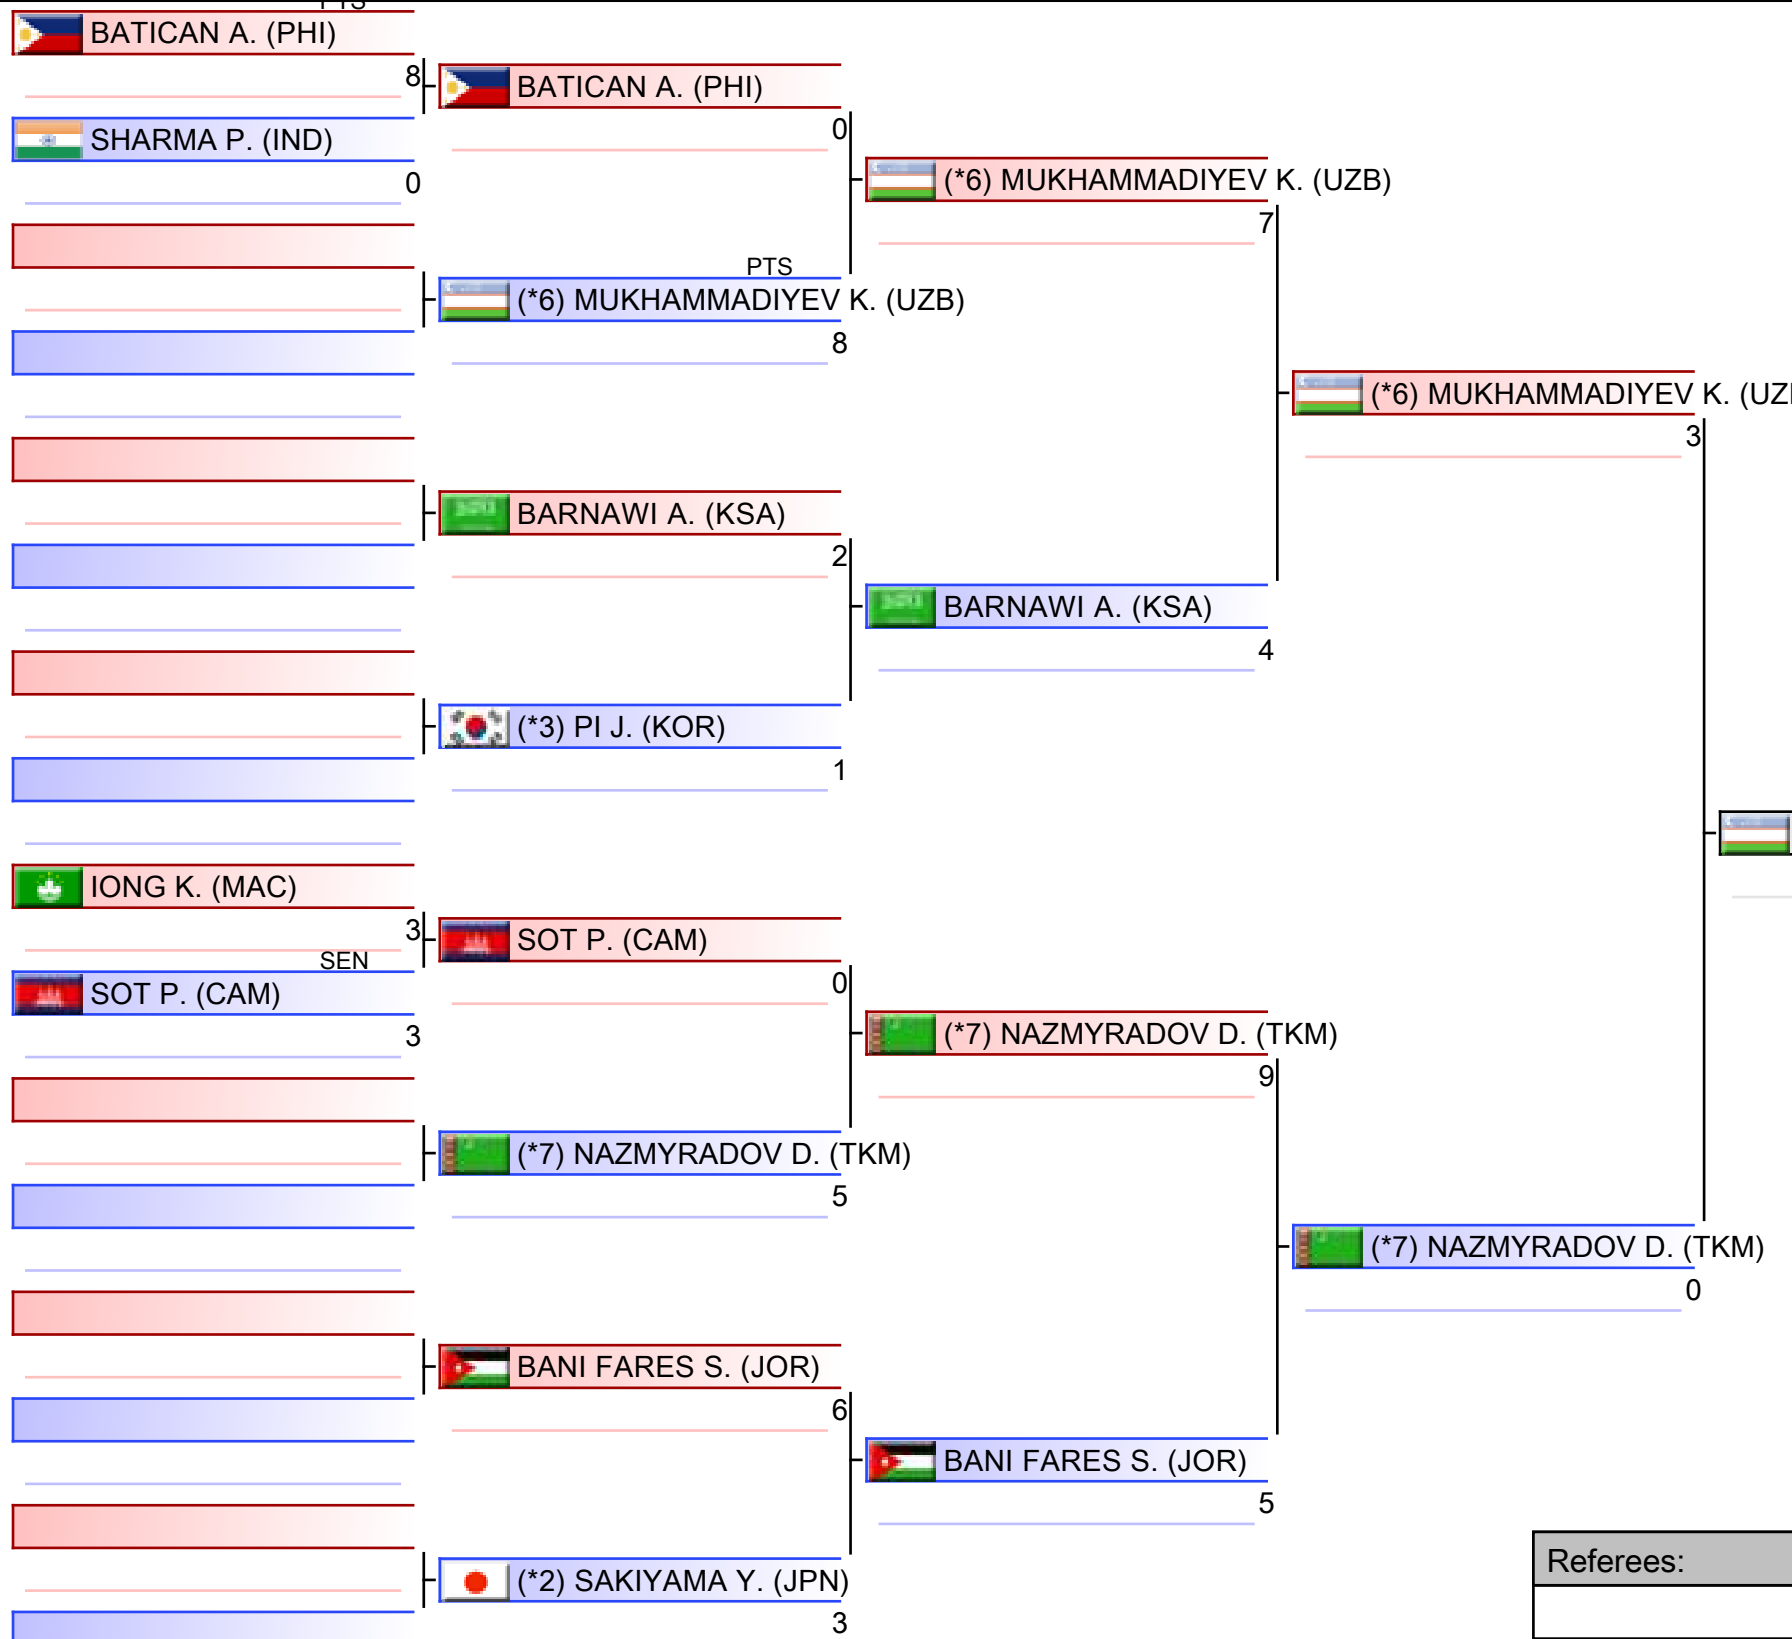 BATICAN A. (PHI)
8
BATICAN A. (PHI)
0
SHARMA P. (IND)
0
(*6) MUKHAMMADIYEV K. (UZB)
7
PTS
(*6) MUKHAMMADIYEV K. (UZB)
8
(*6) MUKHAMMADIYEV K. (UZ
3
BARNAWI A. (KSA)
2
BARNAWI A. (KSA)
4
(*3) PI J. (KOR)
1
IONG K. (MAC)
3
SOT P. (CAM)
0
SEN
SOT P. (CAM)
3
(*7) NAZMYRADOV D. (TKM)
9
(*7) NAZMYRADOV D. (TKM)
5
(*7) NAZMYRADOV D. (TKM)
0
BANI FARES S. (JOR)
6
BANI FARES S. (JOR)
5
(*2) SAKIYAMA Y. (JPN)
3
Referees: